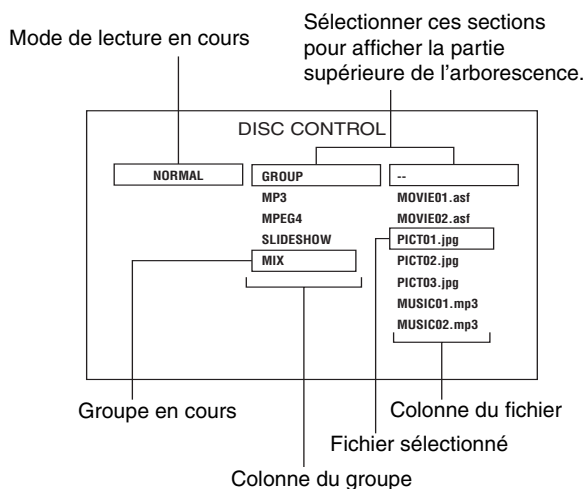 Sélectionner ces sections
pour afficher la partie
supérieure de l'arborescence.
Mode de lecture en cours
DISC CONTROL
NORMAL
GROUP
MP3
MPEG4
SLIDESHOW
MIX
--
MOVIE01.asf
MOVIE02.asf
PICT01.jpg
PICT02.jpg
PICT03.jpg
MUSIC01.mp3
MUSIC02.mp3
Groupe en cours
Colonne du fichier
Fichier sélectionné
Colonne du groupe